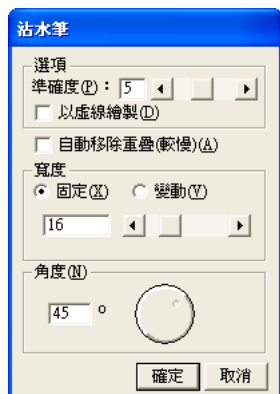 沾水筆
選項
準確度(P)：5
以虛線繪製(D)
自動移除重疊(較慢)(A)
寬度
固定(X) 變動(V)
16
角度(N)
45 °
確定 取消